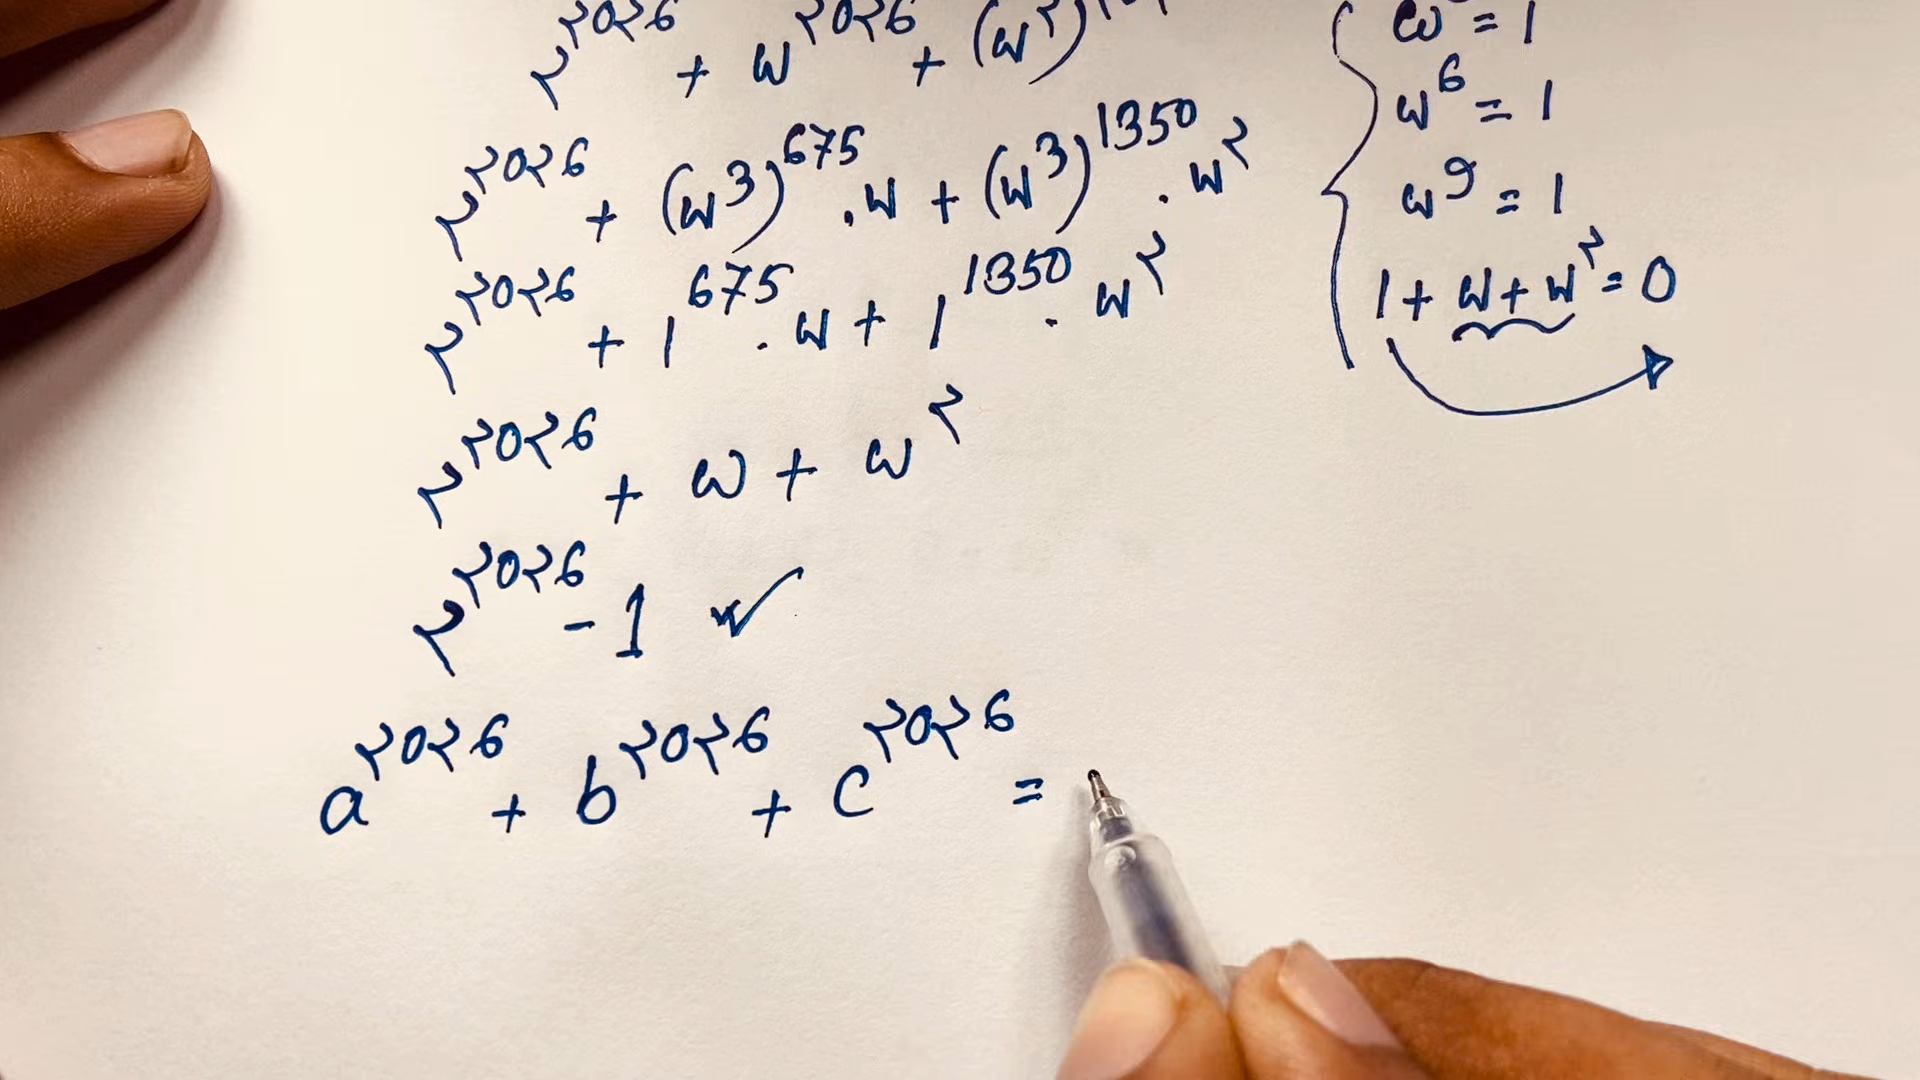 2^2026 + ω^2026 + (ω^2)
2^2026 + (ω^3)^675 . ω + (ω^3)^1350 . ω^2
2^2026 + 1^675 . ω + 1^1350 . ω^2
2^2026 + ω + ω^2
2^2026 - 1 ✓
a^2026 + b^2026 + c^2026 =
ω = 1
ω^6 = 1
ω^9 = 1
1 + ω + ω^2 = 0